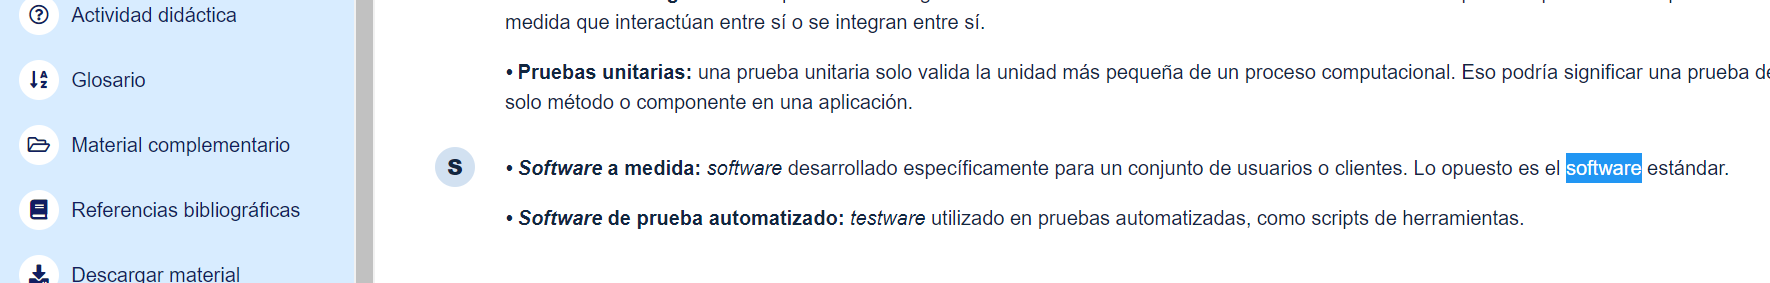 Actividad didáctica
Glosario
Material complementario
Referencias bibliográficas
Descargar material
medida que interactúan entre sí o se integran entre sí.
• Pruebas unitarias: una prueba unitaria solo valida la unidad más pequeña de un proceso computacional. Eso podría significar una prueba de
solo método o componente en una aplicación.
S
• Software a medida: software desarrollado específicamente para un conjunto de usuarios o clientes. Lo opuesto es el software estándar.
• Software de prueba automatizado: testware utilizado en pruebas automatizadas, como scripts de herramientas.